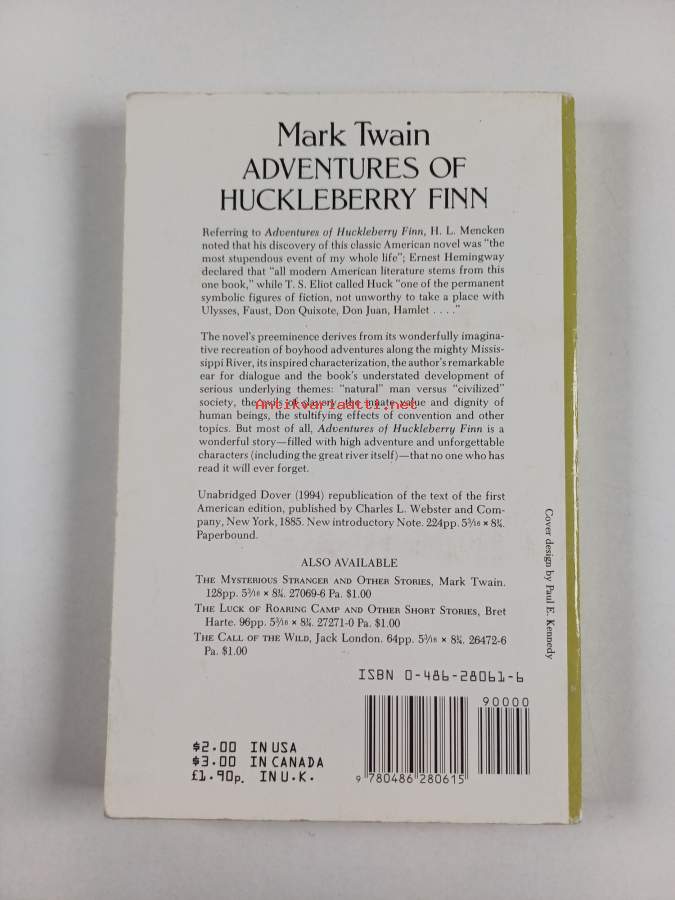 Mark Twain
ADVENTURES OF
HUCKLEBERRY FINN
Referring to Adventures of Huckleberry Finn, H. L. Mencken
noted that his discovery of this classic American novel was “the
most stupendous event of my whole life”; Ernest Hemingway
declared that “all modern American literature stems from this
one book,” while T. S. Eliot called Huck “one of the permanent
symbolic figures of fiction, not unworthy to take a place with
Ulysses, Faust, Don Quixote, Don Juan, Hamlet . . . .”
The novel’s preeminence derives from its wonderfully imagina-
tive recreation of boyhood adventures along the mighty Missis-
sippi River, its inspired characterization, the author’s remarkable
ear for dialogue and the book’s understated development of
serious underlying themes: “natural” man versus “civilized”
society, the evils of slavery, the innate value and dignity of
Antikvariaatti.net
human beings, the stultifying effects of convention and other
topics. But most of all, Adventures of Huckleberry Finn is a
wonderful story—filled with high adventure and unforgettable
characters (including the great river itself)—that no one who has
read it will ever forget.
Unabridged Dover (1994) republication of the text of the first
American edition, published by Charles L. Webster and Com-
pany, New York, 1885. New introductory Note. 224pp. 5³⁄₁₆ × 8¼.
Paperbound.
ALSO AVAILABLE
THE MYSTERIOUS STRANGER AND OTHER STORIES, Mark Twain.
128pp. 5³⁄₁₆ × 8¼. 27069-6 Pa. $1.00
THE LUCK OF ROARING CAMP AND OTHER SHORT STORIES, Bret
Harte. 96pp. 5³⁄₁₆ × 8¼. 27271-0 Pa. $1.00
THE CALL OF THE WILD, Jack London. 64pp. 5³⁄₁₆ × 8¼. 26472-6
Pa. $1.00
Cover design by Paul E. Kennedy
ISBN 0-486-28061-6
90000
$2.00 IN USA
$3.00 IN CANADA
£1.90p. IN U.K.
9 780486 280615